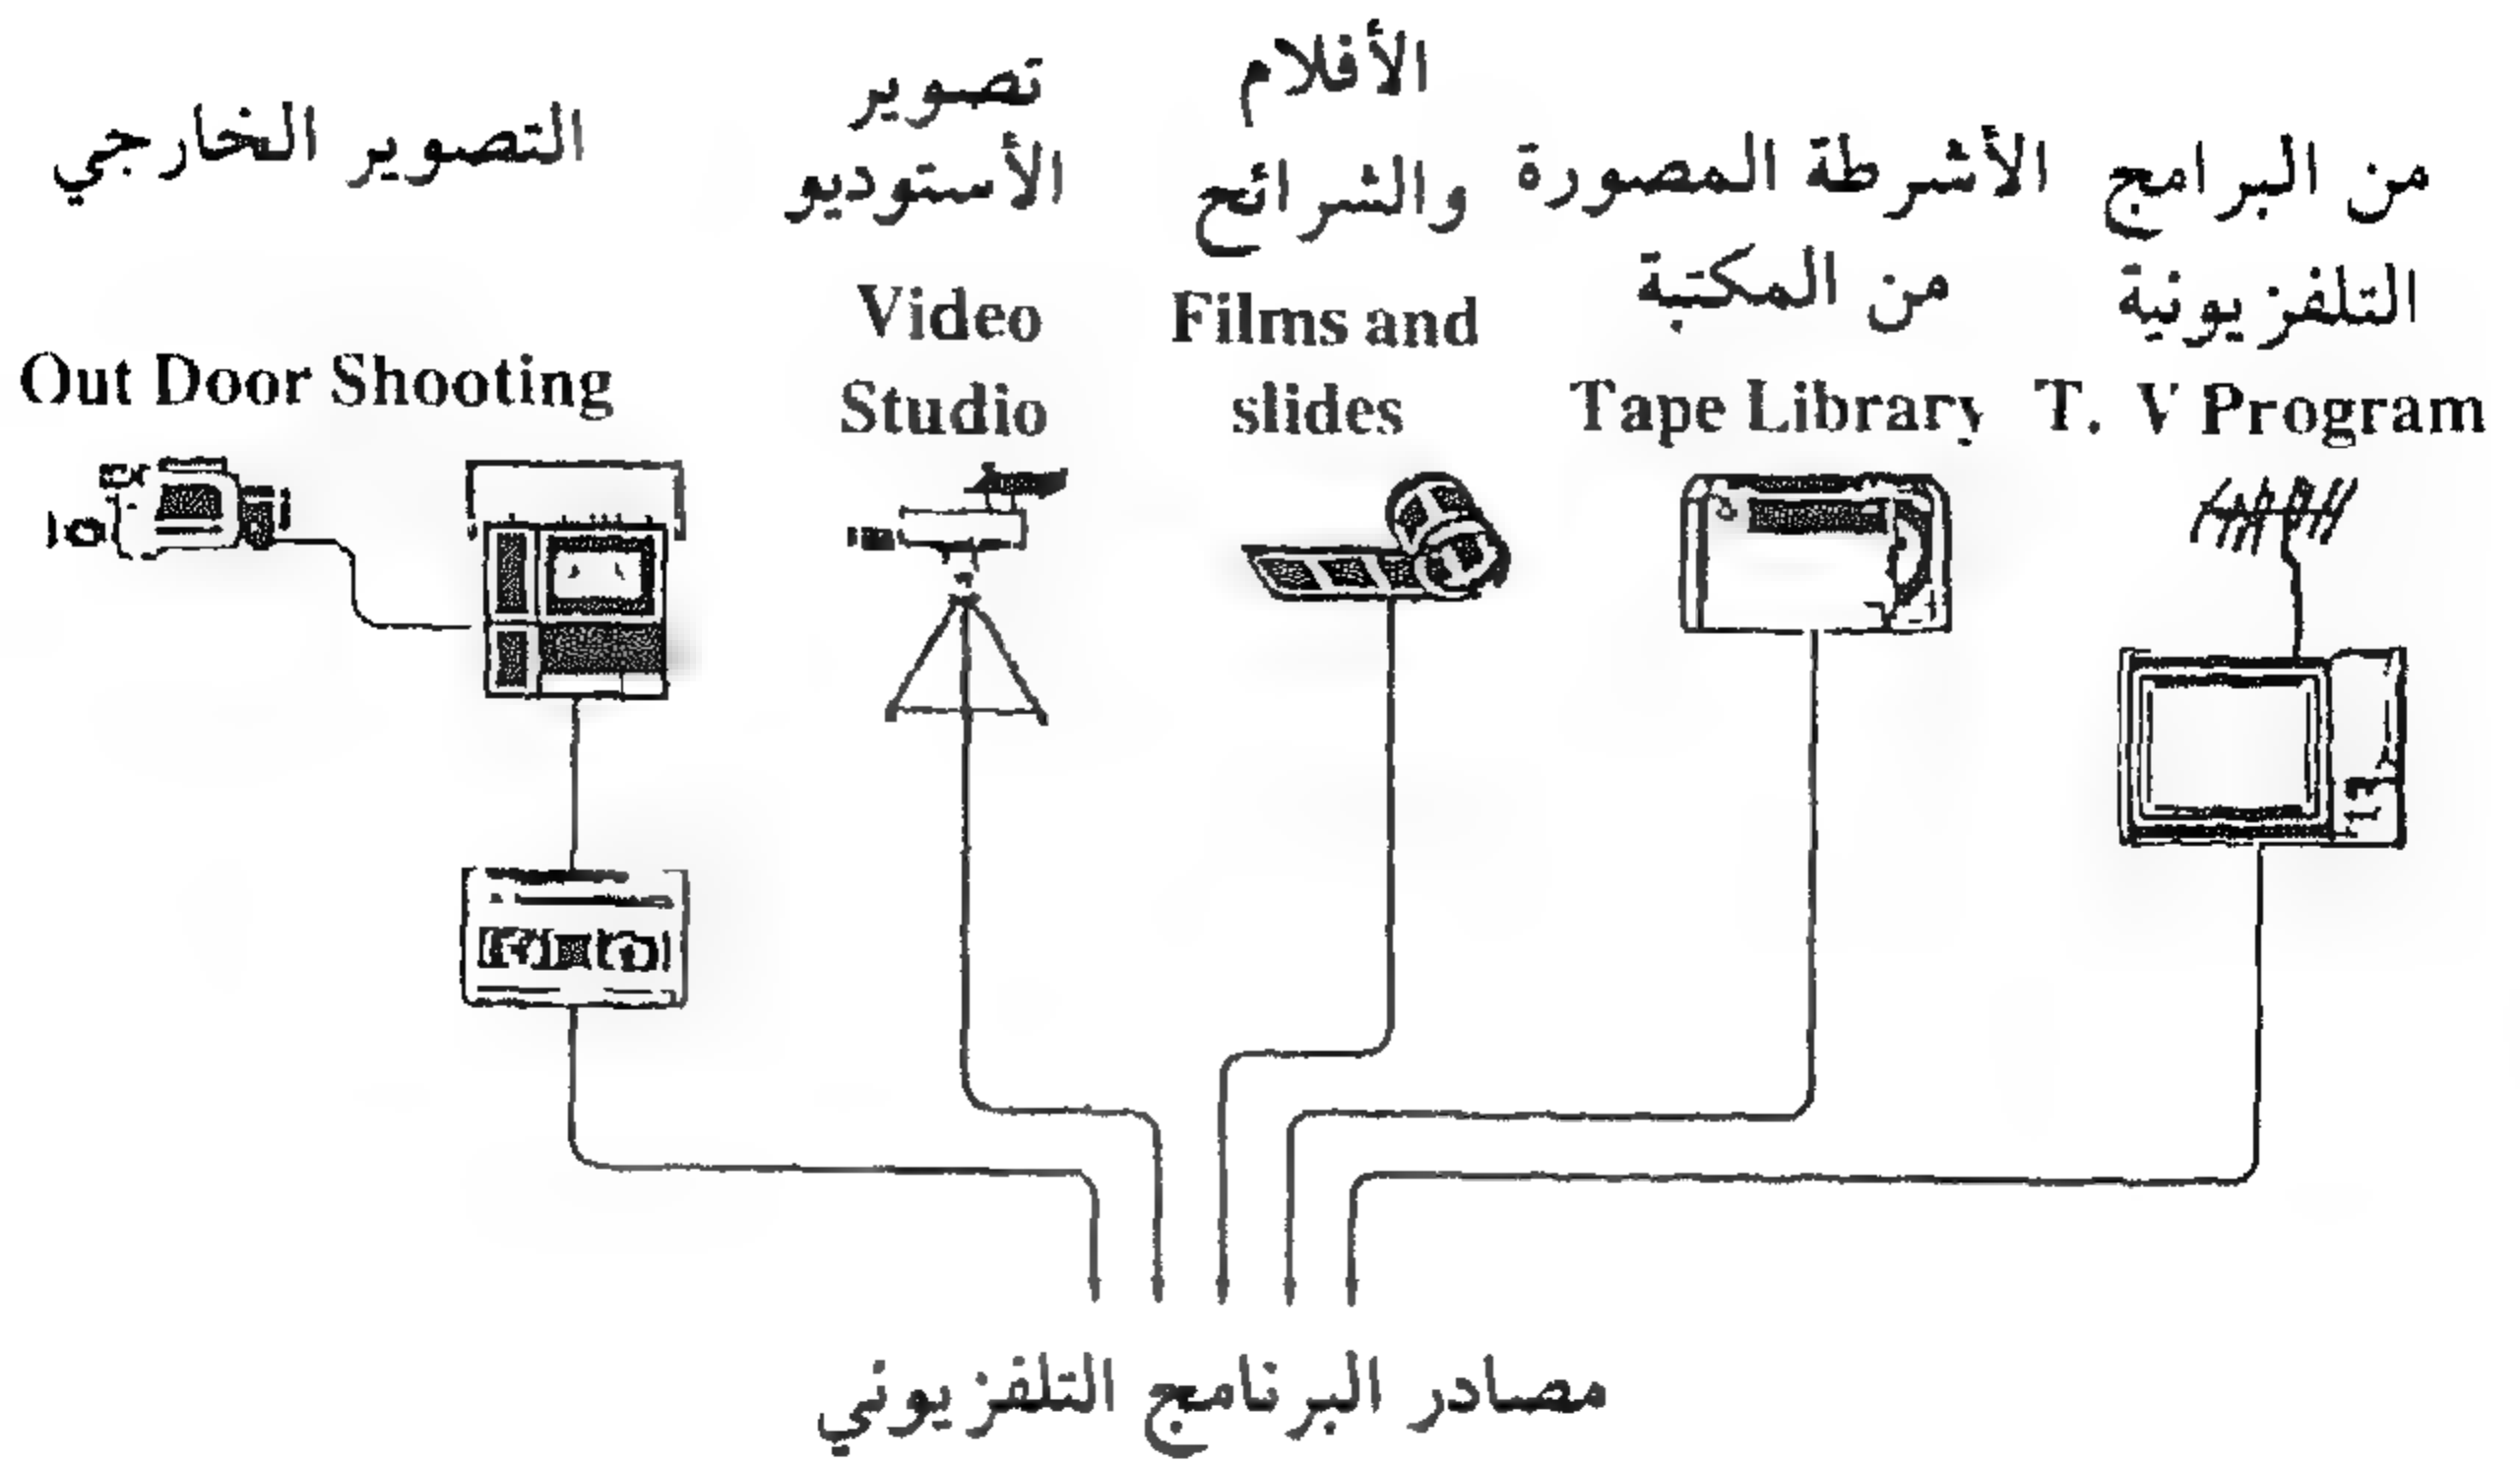 التصوير الخارجي
Out Door Shooting
تصوير
الأستوديو
Video
Studio
الأفلام
والشرائح
Films and
slides
الأشرطة المصورة
من المكتبة
Tape Library
من البرامج
التلفزيونية
T. V Program
مصادر البرنامج التلفزيوني